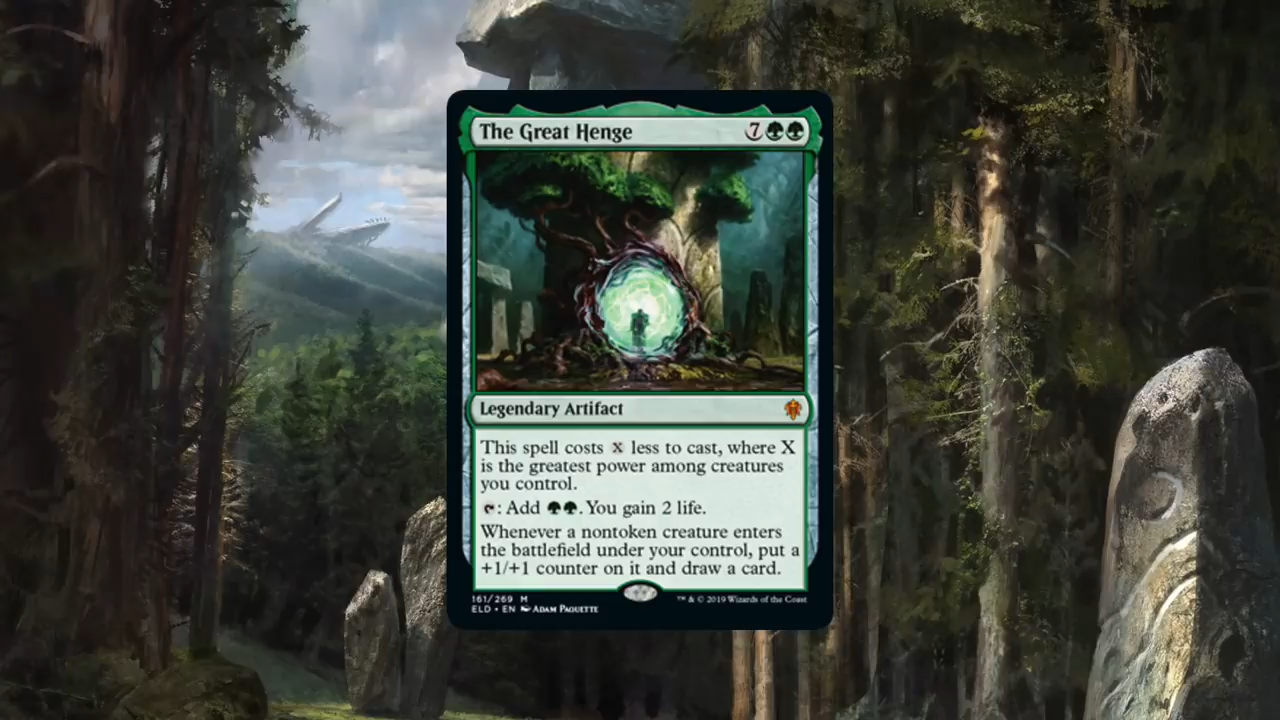 The Great Henge 7
Legendary Artifact
This spell costs X less to cast, where X
is the greatest power among creatures
you control.
: Add . You gain 2 life.
Whenever a nontoken creature enters
the battlefield under your control, put a
+1/+1 counter on it and draw a card.
161/269 M
ELD • EN ADAM PAQUETTE
™ & © 2019 Wizards of the Coast